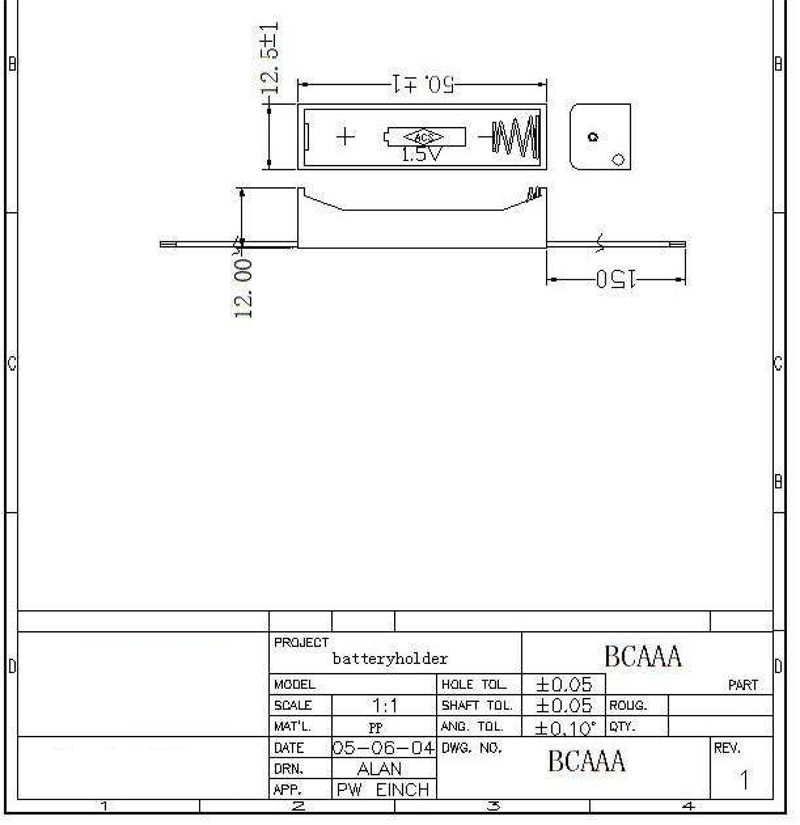 12.5±1
50.±1
B
B
+
ACS
-
1.5V
12.00
150
C
C
B
D
D
PROJECT
batteryholder
BCAAA
MODEL
HOLE TOL.
±0.05
PART
SCALE
1:1
SHAFT TOL.
±0.05
ROUG.
MAT'L.
PP
ANG. TOL.
±0.10°
QTY.
DATE
05-06-04
DWG. NO.
BCAAA
REV.
1
DRN.
ALAN
APP.
PW EINCH
1
2
3
4